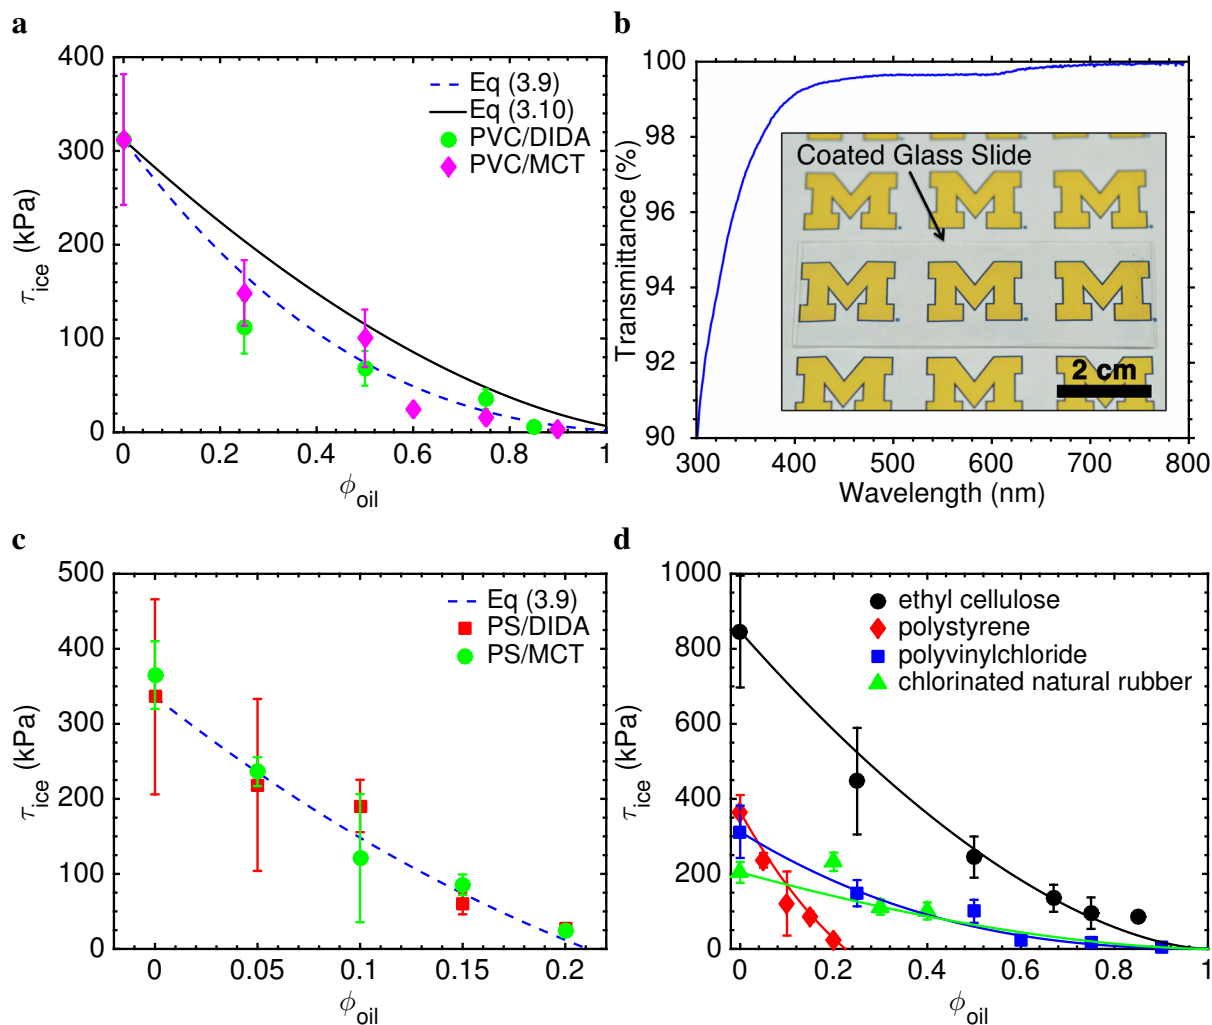 a
400
300
200
100
0
τice (kPa)
0 0.2 0.4 0.6 0.8 1
ϕoil
Eq (3.9)
Eq (3.10)
PVC/DIDA
PVC/MCT
b
100
98
96
94
92
90
Transmittance (%)
300 400 500 600 700 800
Wavelength (nm)
Coated Glass Slide
M M M
M M M
M M M
2 cm
c
500
400
300
200
100
0
τice (kPa)
0 0.05 0.10 0.15 0.2
ϕoil
Eq (3.9)
PS/DIDA
PS/MCT
d
1000
800
600
400
200
0
τice (kPa)
0 0.2 0.4 0.6 0.8 1
ϕoil
ethyl cellulose
polystyrene
polyvinylchloride
chlorinated natural rubber